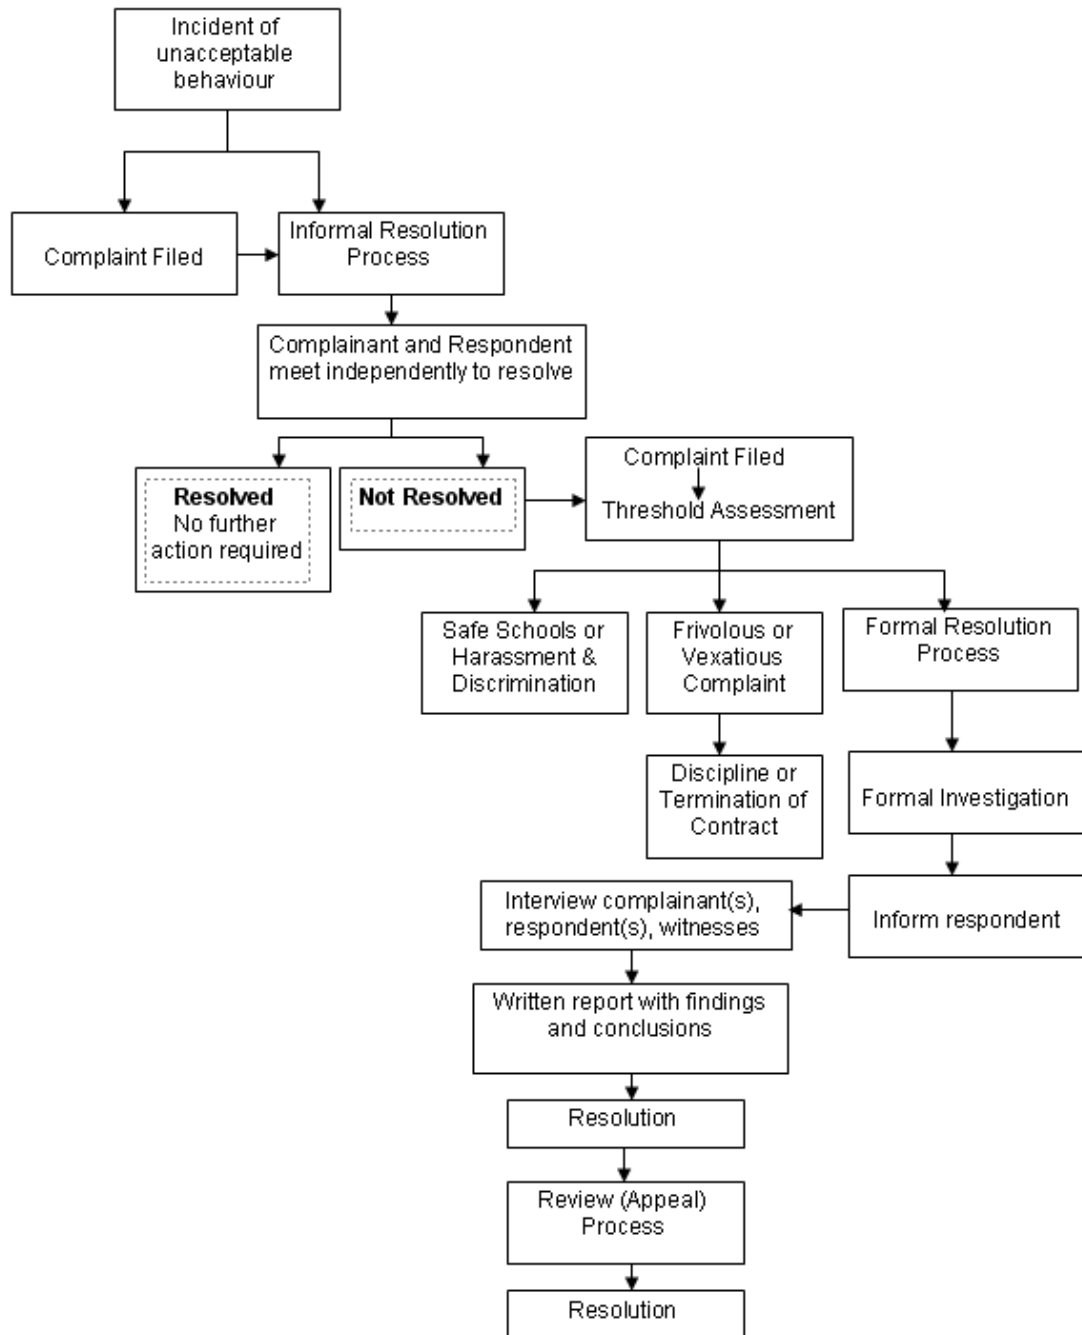 Incident of
unacceptable
behaviour
Complaint Filed
Informal Resolution
Process
Complainant and Respondent
meet independently to resolve
Resolved
No further
action required
Not Resolved
Complaint Filed
Threshold Assessment
Safe Schools or
Harassment &
Discrimination
Frivolous or
Vexatious
Complaint
Formal Resolution
Process
Discipline or
Termination of
Contract
Formal Investigation
Inform respondent
Interview complainant(s),
respondent(s), witnesses
Written report with findings
and conclusions
Resolution
Review (Appeal)
Process
Resolution